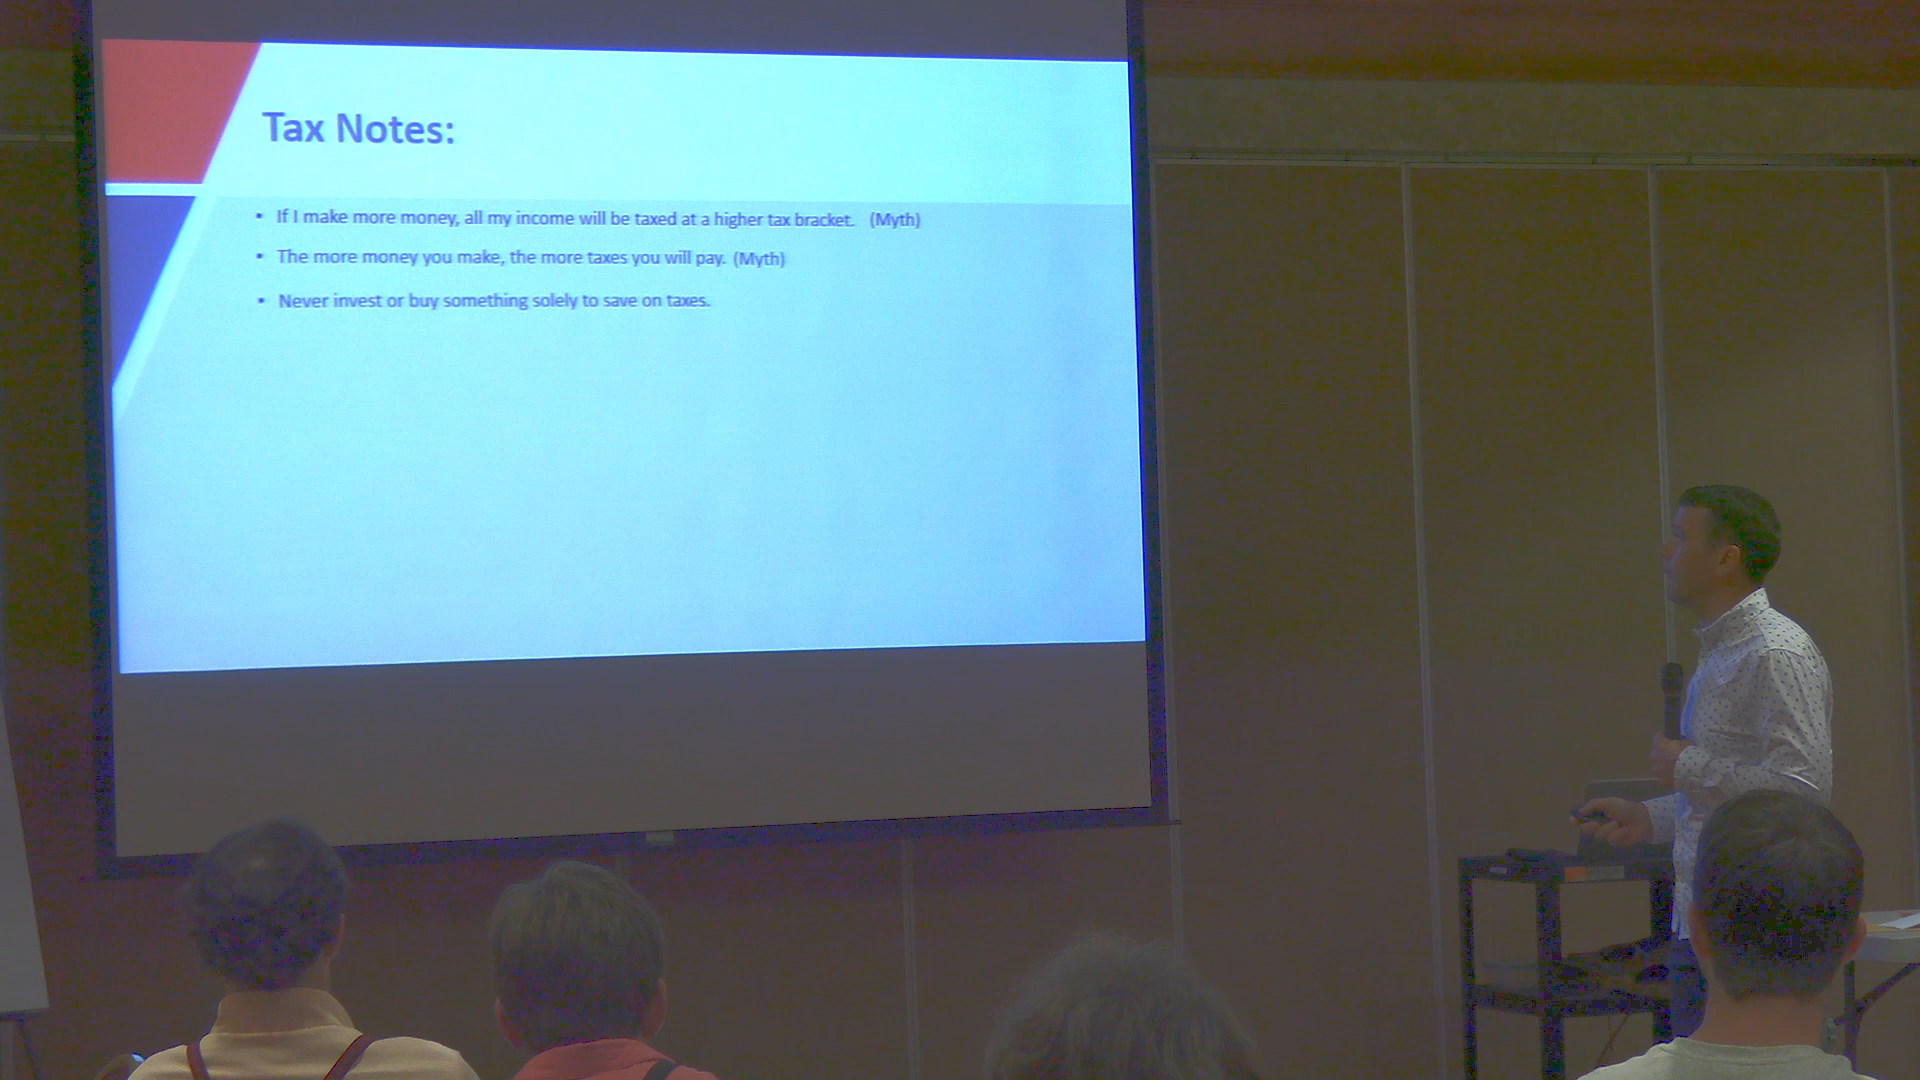 Tax Notes:
▪ If I make more money, all my income will be taxed at a higher tax bracket. (Myth)
▪ The more money you make, the more taxes you will pay. (Myth)
▪ Never invest or buy something solely to save on taxes.